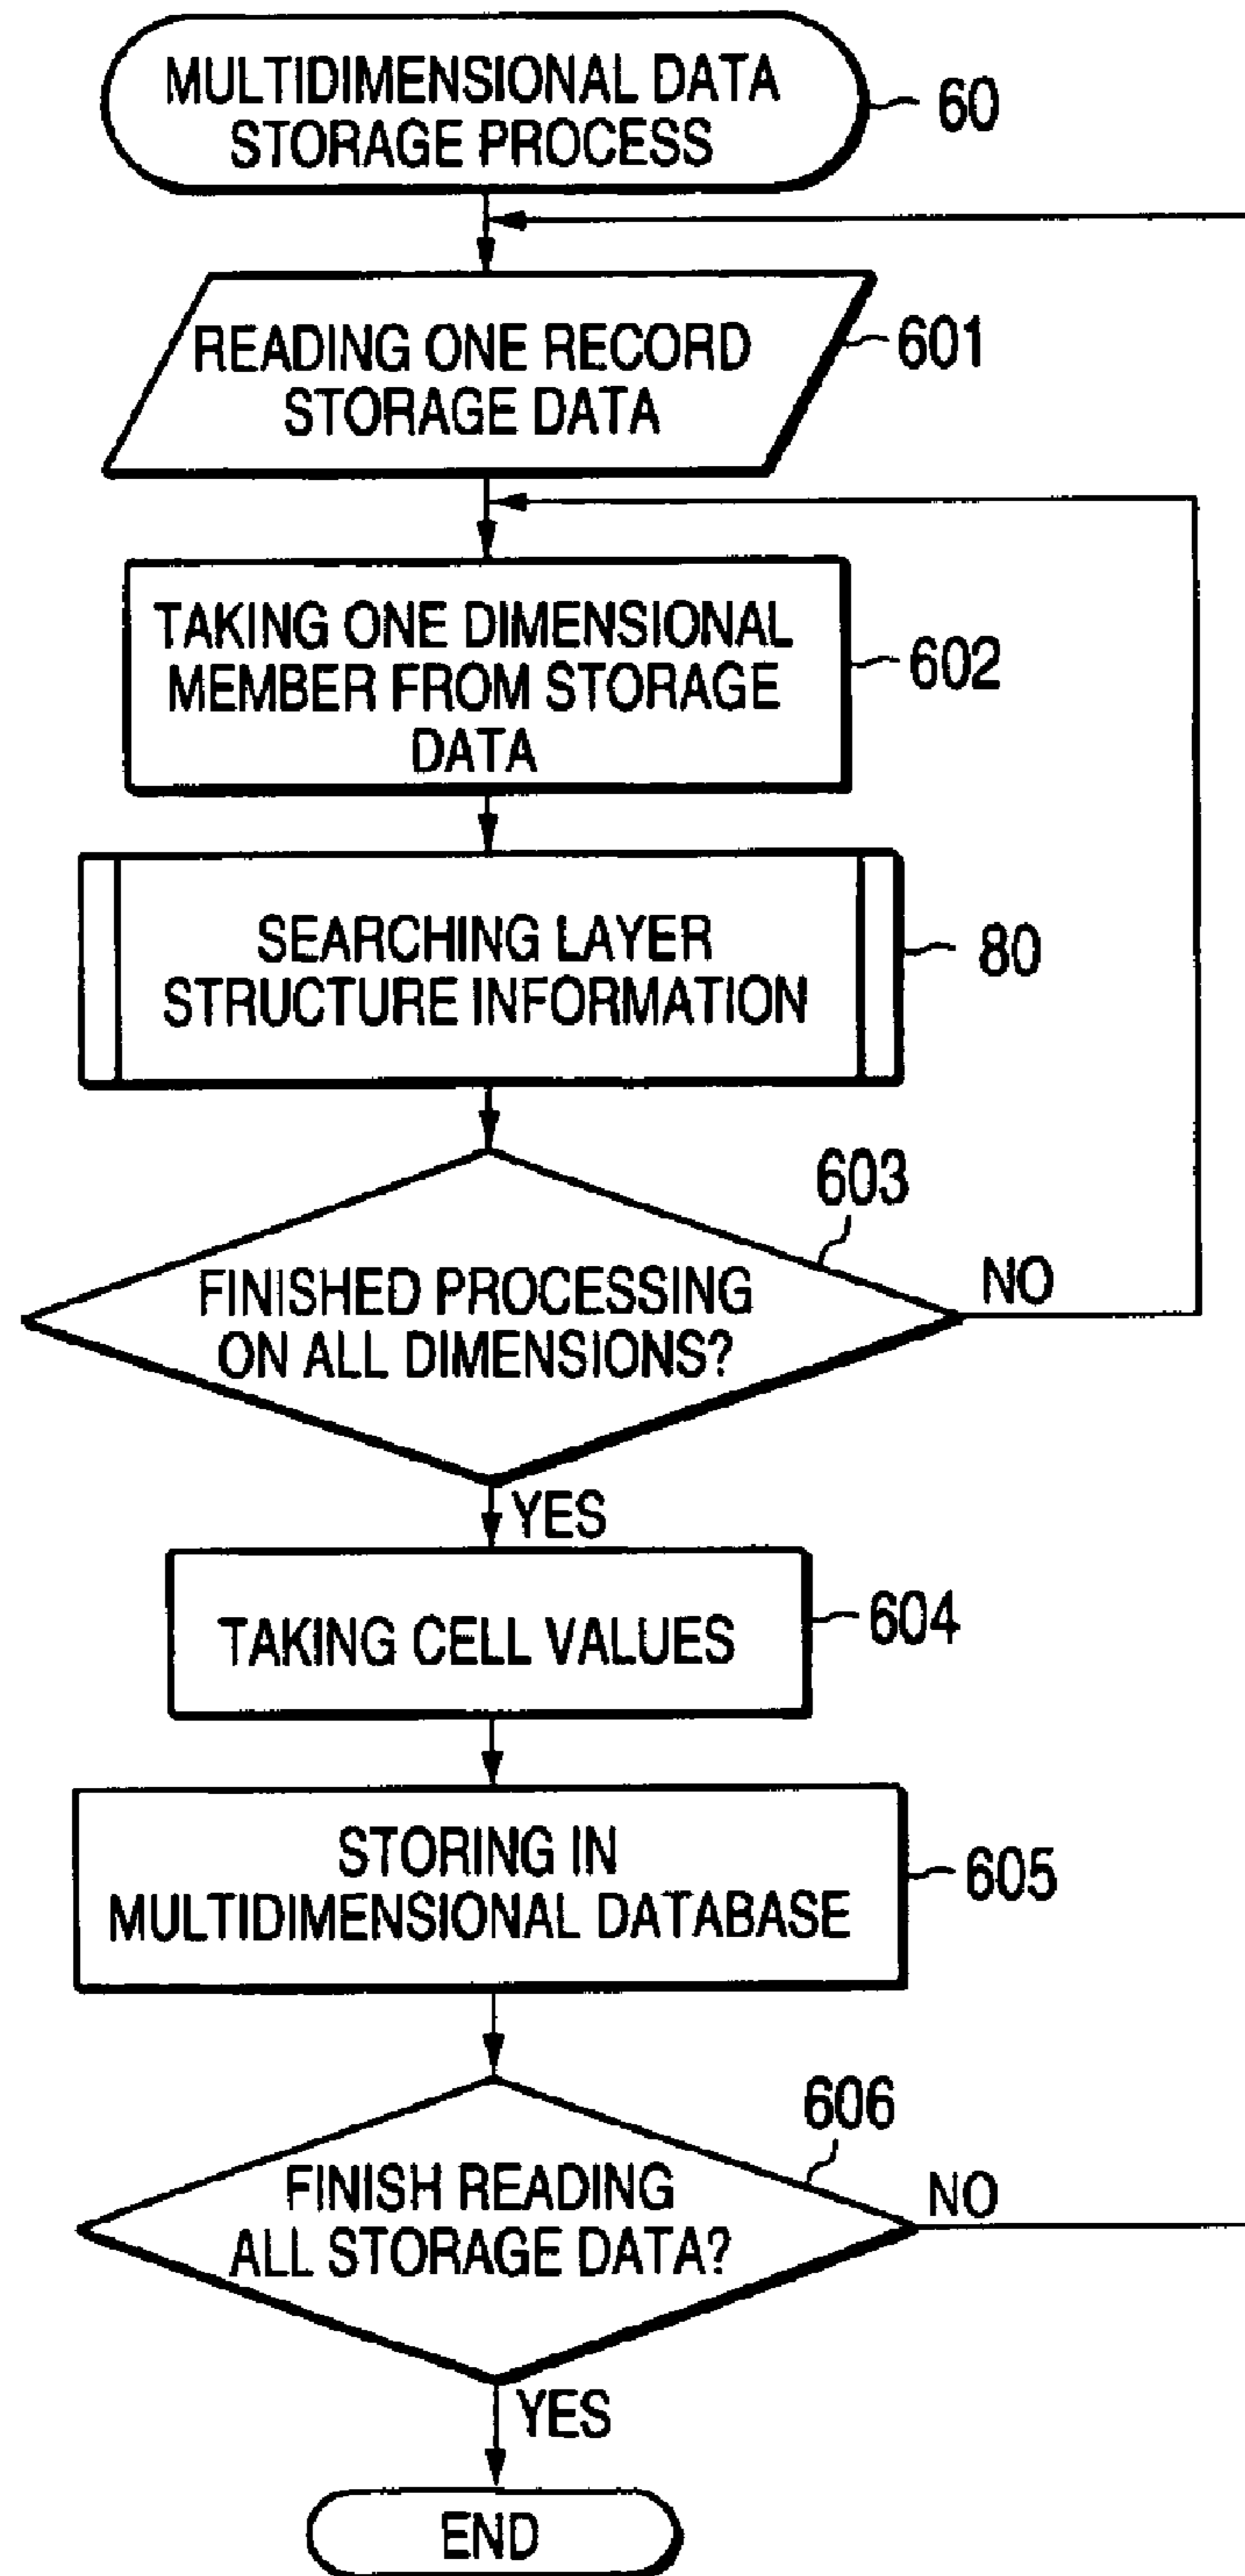 MULTIDIMENSIONAL DATA
STORAGE PROCESS
60
READING ONE RECORD
STORAGE DATA
601
TAKING ONE DIMENSIONAL
MEMBER FROM STORAGE
DATA
602
SEARCHING LAYER
STRUCTURE INFORMATION
80
603
FINISHED PROCESSING
ON ALL DIMENSIONS?
NO
YES
TAKING CELL VALUES
604
STORING IN
MULTIDIMENSIONAL DATABASE
605
606
FINISH READING
ALL STORAGE DATA?
NO
YES
END